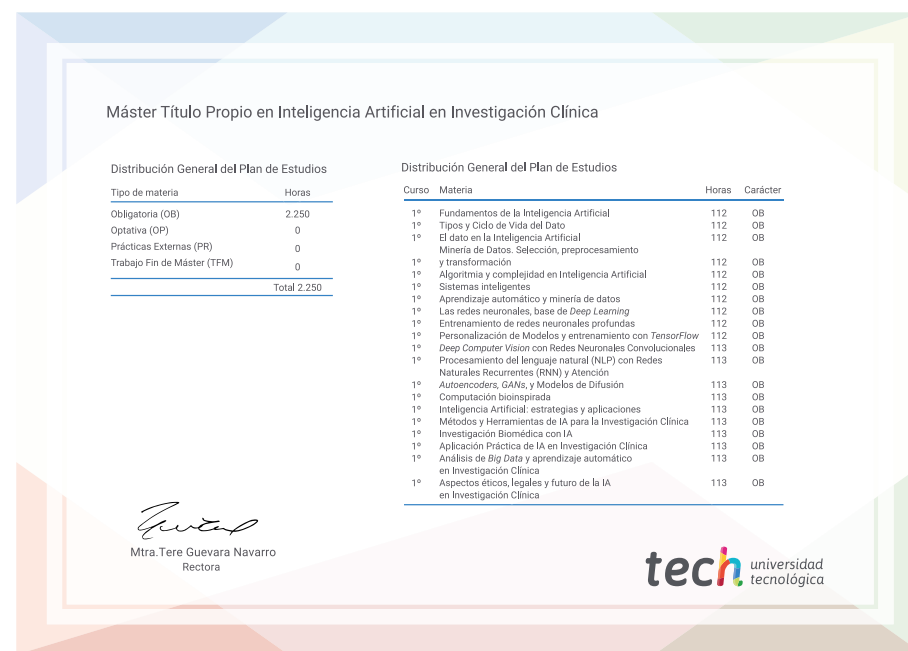 Máster Título Propio en Inteligencia Artificial en Investigación Clínica
Distribución General del Plan de Estudios
Tipo de materia Horas
Obligatoria (OB) 2.250
Optativa (OP) 0
Prácticas Externas (PR) 0
Trabajo Fin de Máster (TFM) 0
Total 2.250
Distribución General del Plan de Estudios
Curso Materia Horas Carácter
1º Fundamentos de la Inteligencia Artificial 112 OB
1º Tipos y Ciclo de Vida del Dato 112 OB
1º El dato en la Inteligencia Artificial 112 OB
Minería de Datos. Selección, preprocesamiento
1º y transformación 112 OB
1º Algoritmia y complejidad en Inteligencia Artificial 112 OB
1º Sistemas inteligentes 112 OB
1º Aprendizaje automático y minería de datos 112 OB
1º Las redes neuronales, base de Deep Learning 112 OB
1º Entrenamiento de redes neuronales profundas 112 OB
1º Personalización de Modelos y entrenamiento con TensorFlow 112 OB
1º Deep Computer Vision con Redes Neuronales Convolucionales 113 OB
1º Procesamiento del lenguaje natural (NLP) con Redes 113 OB
Naturales Recurrentes (RNN) y Atención
1º Autoencoders, GANs, y Modelos de Difusión 113 OB
1º Computación bioinspirada 113 OB
1º Inteligencia Artificial: estrategias y aplicaciones 113 OB
1º Métodos y Herramientas de IA para la Investigación Clínica 113 OB
1º Investigación Biomédica con IA 113 OB
1º Aplicación Práctica de IA en Investigación Clínica 113 OB
1º Análisis de Big Data y aprendizaje automático 113 OB
en Investigación Clínica
1º Aspectos éticos, legales y futuro de la IA 113 OB
en Investigación Clínica
Mtra.Tere Guevara Navarro
Rectora
tech universidad
tecnológica